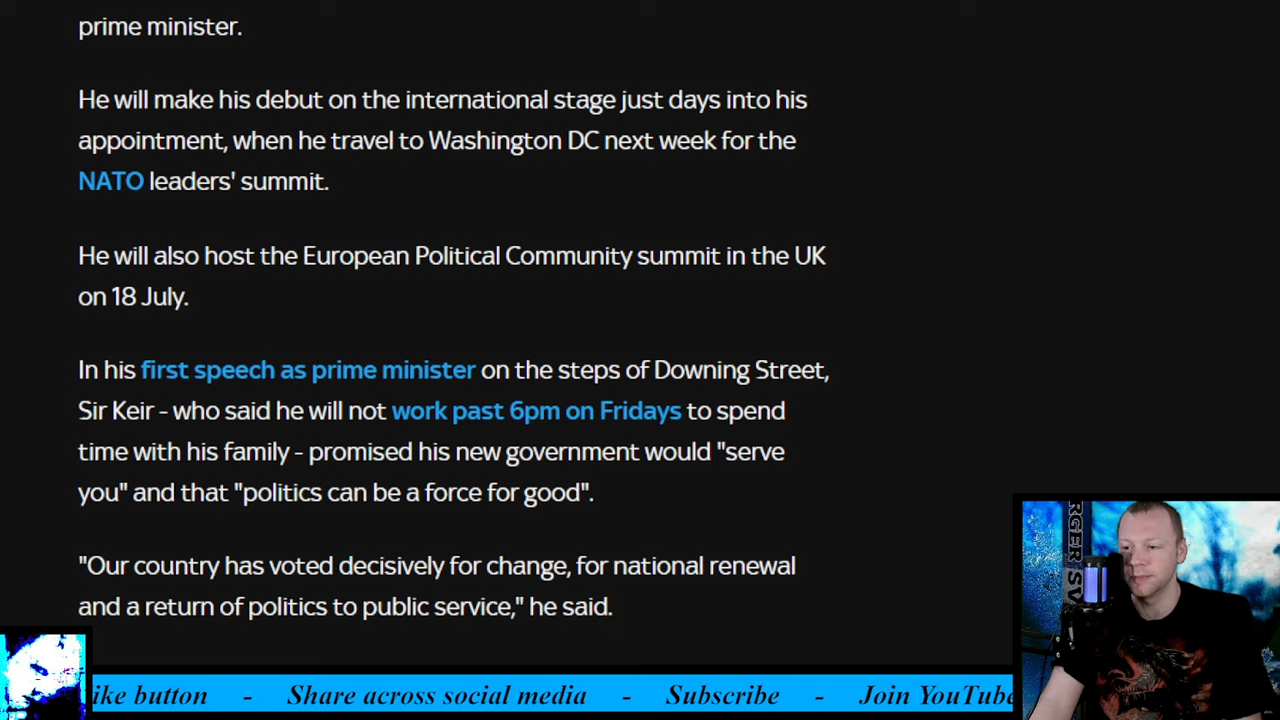 prime minister.
He will make his debut on the international stage just days into his
appointment, when he travel to Washington DC next week for the
NATO leaders' summit.
He will also host the European Political Community summit in the UK
on 18 July.
In his first speech as prime minister on the steps of Downing Street,
Sir Keir - who said he will not work past 6pm on Fridays to spend
time with his family - promised his new government would "serve
you" and that "politics can be a force for good".
"Our country has voted decisively for change, for national renewal
and a return of politics to public service," he said.
RGER SV
ike button - Share across social media - Subscribe - Join YouTube